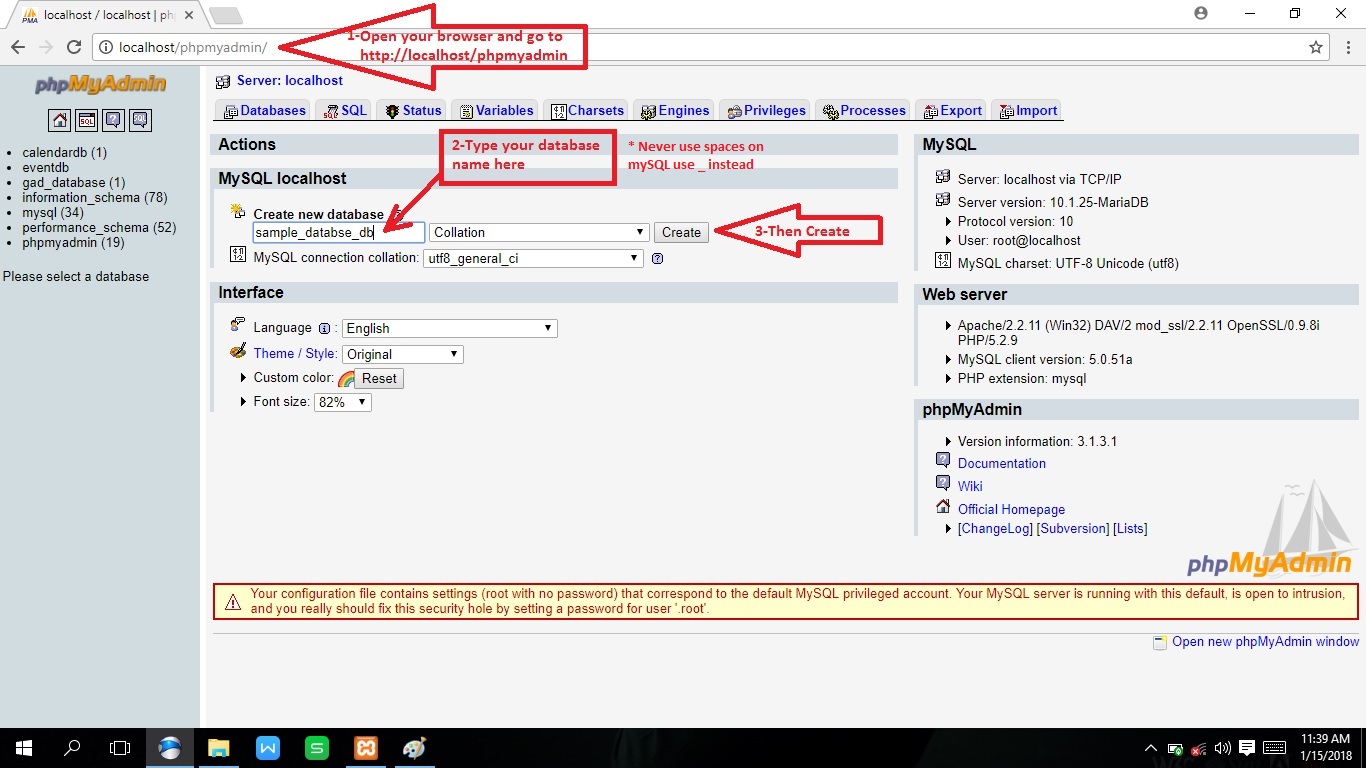 localhost / localhost | ph
localhost/phpmyadmin/
1-Open your browser and go to
http://localhost/phpmyadmin
phpMyAdmin
SQL
calendardb (1)
eventdb
gad_database (1)
information_schema (78)
mysql (34)
performance_schema (52)
phpmyadmin (19)
Please select a database
Server: localhost
Databases SQL Status Variables Charsets Engines Privileges Processes Export Import
Actions
2-Type your database
name here
* Never use spaces on
mySQL use _ instead
MySQL localhost
Create new database
sample_databse_db Collation Create
3-Then Create
MySQL connection collation: utf8_general_ci
Interface
Language : English
Theme / Style: Original
Custom color: Reset
Font size: 82%
MySQL
Server: localhost via TCP/IP
Server version: 10.1.25-MariaDB
Protocol version: 10
User: root@localhost
MySQL charset: UTF-8 Unicode (utf8)
Web server
Apache/2.2.11 (Win32) DAV/2 mod_ssl/2.2.11 OpenSSL/0.9.8i
PHP/5.2.9
MySQL client version: 5.0.51a
PHP extension: mysql
phpMyAdmin
Version information: 3.1.3.1
Documentation
Wiki
Official Homepage
[ChangeLog] [Subversion] [Lists]
phpMyAdmin
Your configuration file contains settings (root with no password) that correspond to the default MySQL privileged account. Your MySQL server is running with this default, is open to intrusion,
and you really should fix this security hole by setting a password for user '.root'.
Open new phpMyAdmin window
11:39 AM
1/15/2018